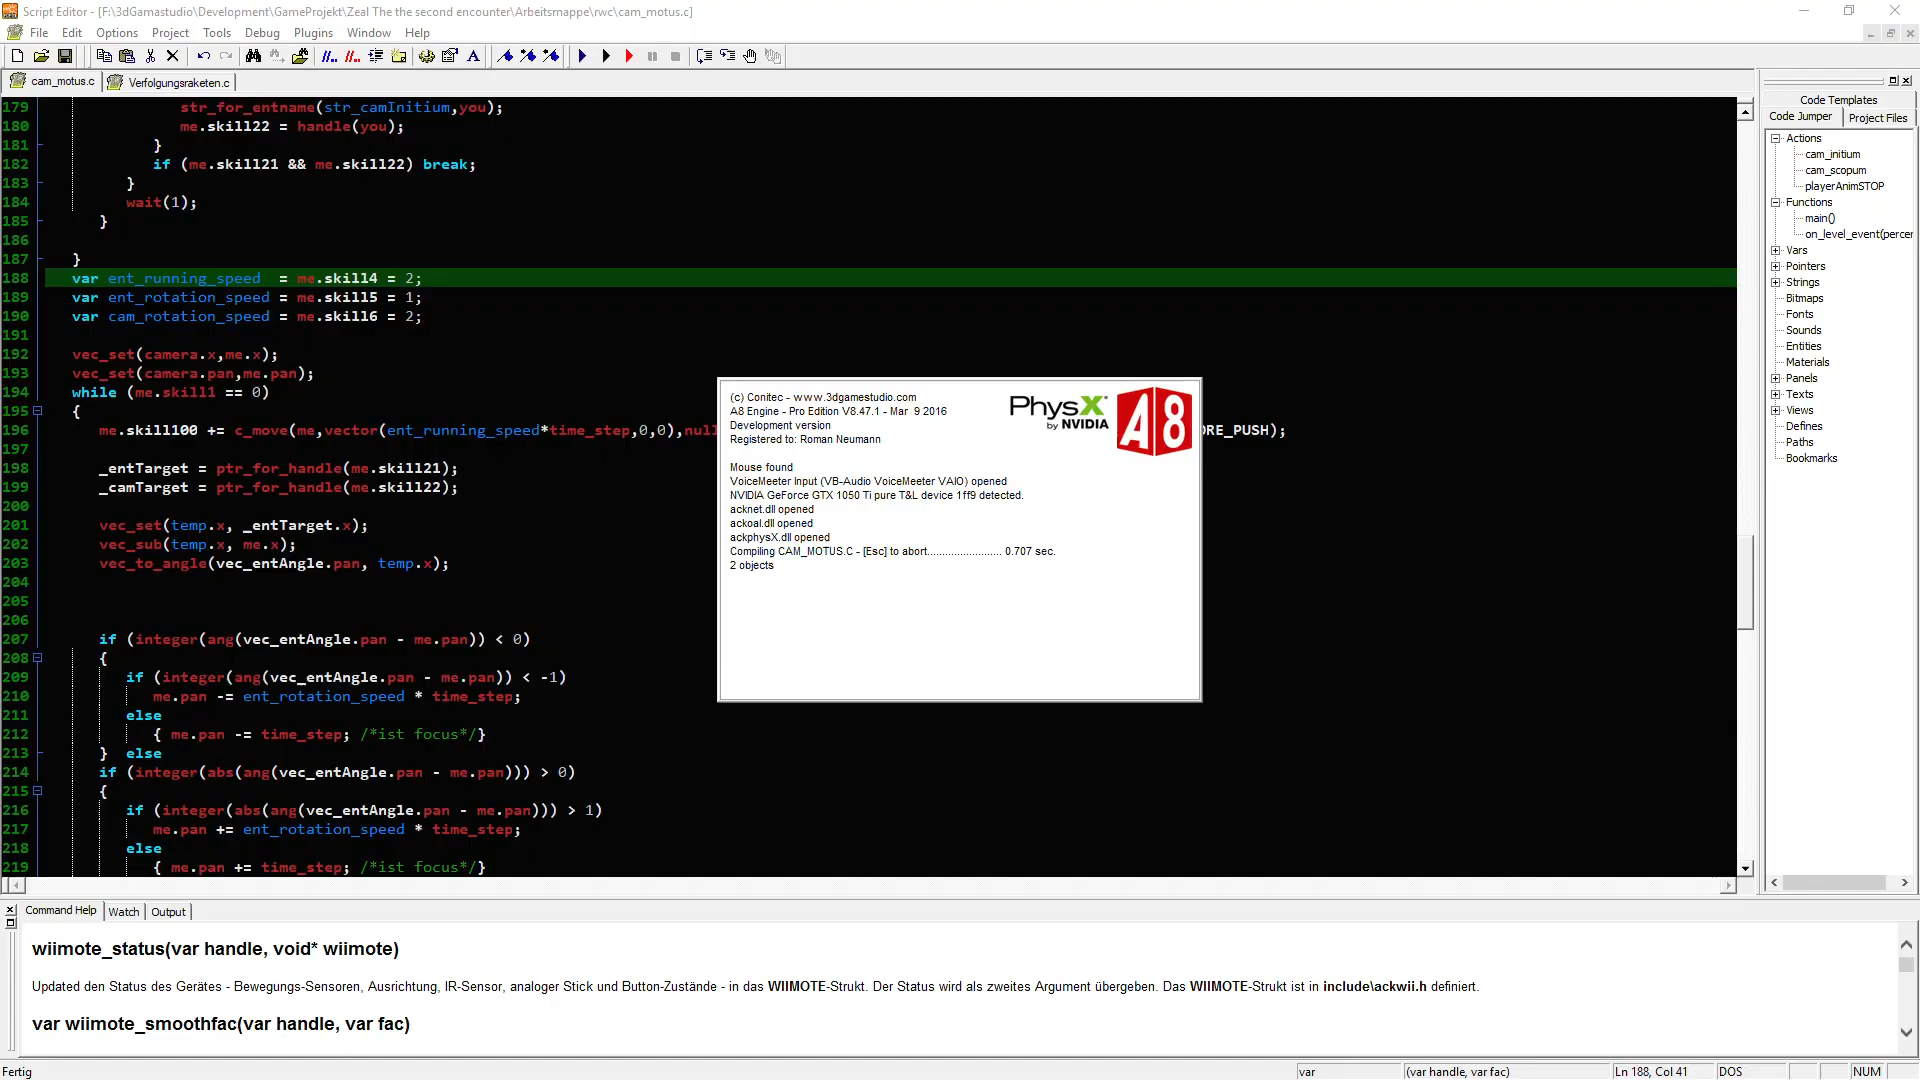 Script Editor - [F:\3dGamastudio\Development\GameProjekt\Zeal The the second encounter\Arbeitsmappe\rwc\cam_motus.c]
File Edit Options Project Tools Debug Plugins Window Help
cam_motus.c Verfolgungsraketen.c
179 str_for_entname(str_camInitium,you);
180 me.skill22 = handle(you);
181 }
182 if (me.skill21 && me.skill22) break;
183 }
184 wait(1);
185 }
186
187 }
188 var ent_running_speed = me.skill4 = 2;
189 var ent_rotation_speed = me.skill5 = 1;
190 var cam_rotation_speed = me.skill6 = 2;
191
192 vec_set(camera.x,me.x);
193 vec_set(camera.pan,me.pan);
194 while (me.skill1 == 0)
195 {
196 me.skill100 += c_move(me,vector(ent_running_speed*time_step,0,0),nul ORE_PUSH);
197
198 _entTarget = ptr_for_handle(me.skill21);
199 _camTarget = ptr_for_handle(me.skill22);
200
201 vec_set(temp.x, _entTarget.x);
202 vec_sub(temp.x, me.x);
203 vec_to_angle(vec_entAngle.pan, temp.x);
204
205
206
207 if (integer(ang(vec_entAngle.pan - me.pan)) < 0)
208 {
209 if (integer(ang(vec_entAngle.pan - me.pan)) < -1)
210 me.pan -= ent_rotation_speed * time_step;
211 else
212 { me.pan -= time_step; /*ist focus*/}
213 } else
214 if (integer(abs(ang(vec_entAngle.pan - me.pan))) > 0)
215 {
216 if (integer(abs(ang(vec_entAngle.pan - me.pan))) > 1)
217 me.pan += ent_rotation_speed * time_step;
218 else
219 { me.pan += time_step; /*ist focus*/}
(c) Conitec - www.3dgamestudio.com
A8 Engine - Pro Edition V8.47.1 - Mar 9 2016
Development version
Registered to: Roman Neumann
PhysX
by NVIDIA
A8
Mouse found
VoiceMeeter Input (VB-Audio VoiceMeeter VAIO) opened
NVIDIA GeForce GTX 1050 Ti pure T&L device 1ff9 detected.
acknet.dll opened
ackoal.dll opened
ackphysX.dll opened
Compiling CAM_MOTUS.C - [Esc] to abort......................... 0.707 sec.
2 objects
Code Templates
Code Jumper Project Files
Actions
cam_initium
cam_scopum
playerAnimSTOP
Functions
main()
on_level_event(percer
Vars
Pointers
Strings
Bitmaps
Fonts
Sounds
Entities
Materials
Panels
Texts
Views
Defines
Paths
Bookmarks
Command Help Watch Output
wiimote_status(var handle, void* wiimote)
Updated den Status des Gerätes - Bewegungs-Sensoren, Ausrichtung, IR-Sensor, analoger Stick und Button-Zustände - in das WIIMOTE-Strukt. Der Status wird als zweites Argument übergeben. Das WIIMOTE-Strukt ist in include\ackwii.h definiert.
var wiimote_smoothfac(var handle, var fac)
Fertig var (var handle, var fac) Ln 188, Col 41 DOS NUM